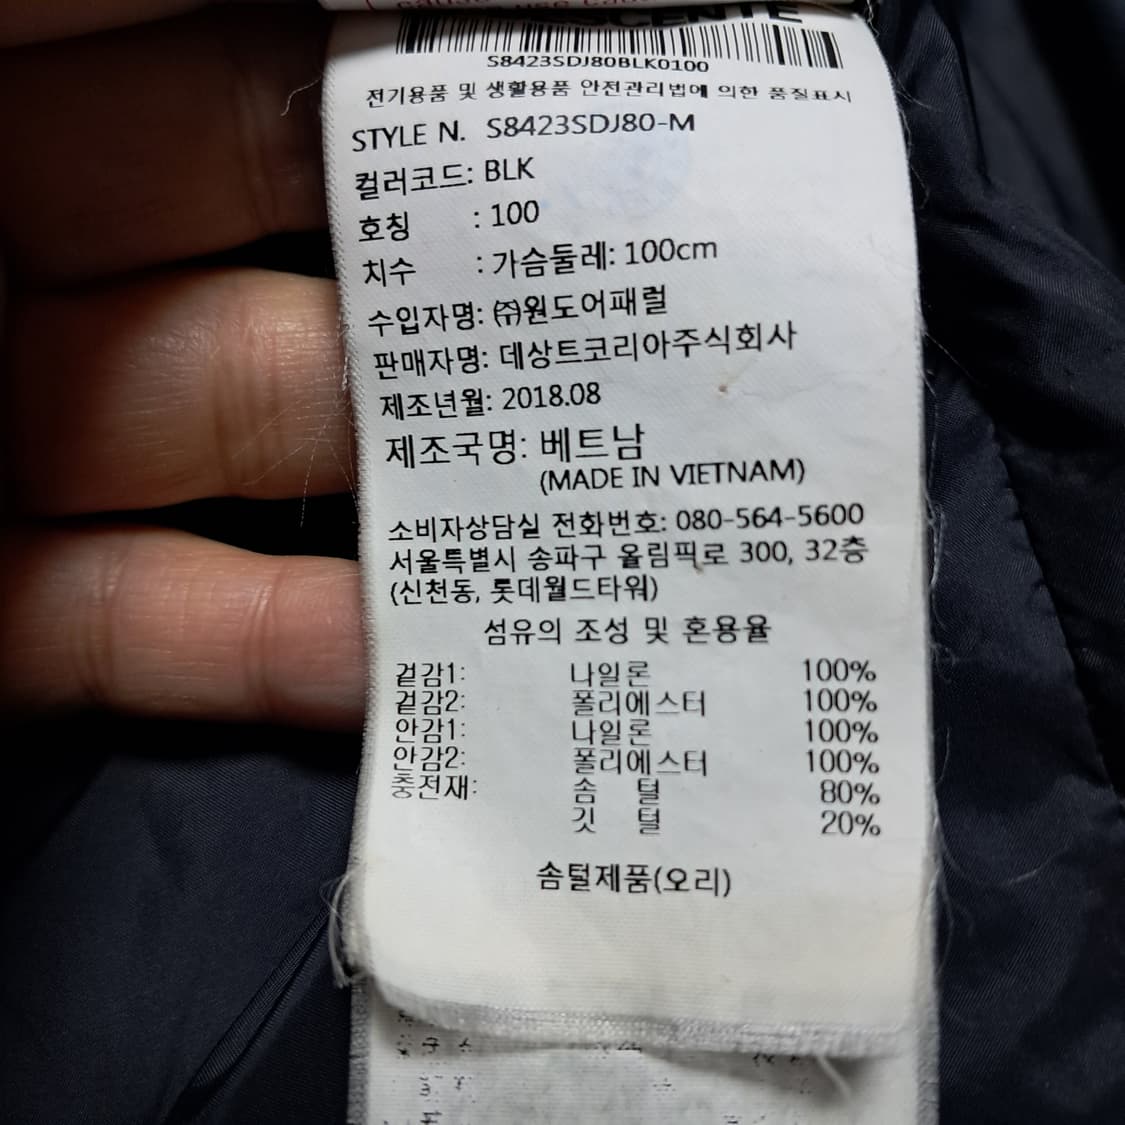 S8423SDJ80BLK0100
전기용품 및 생활용품 안전관리법에 의한 품질표시
STYLE N. S8423SDJ80-M
컬러코드: BLK
호칭 : 100
치수 : 가슴둘레: 100cm
수입자명: ㈜원도어패럴
판매자명: 데상트코리아주식회사
제조년월: 2018.08
제조국명: 베트남
(MADE IN VIETNAM)
소비자상담실 전화번호: 080-564-5600
서울특별시 송파구 올림픽로 300, 32층
(신천동, 롯데월드타워)
섬유의 조성 및 혼용율
겉감1: 나일론 100%
겉감2: 폴리에스터 100%
안감1: 나일론 100%
안감2: 폴리에스터 100%
충전재: 솜 털 80%
깃 털 20%
솜털제품(오리)